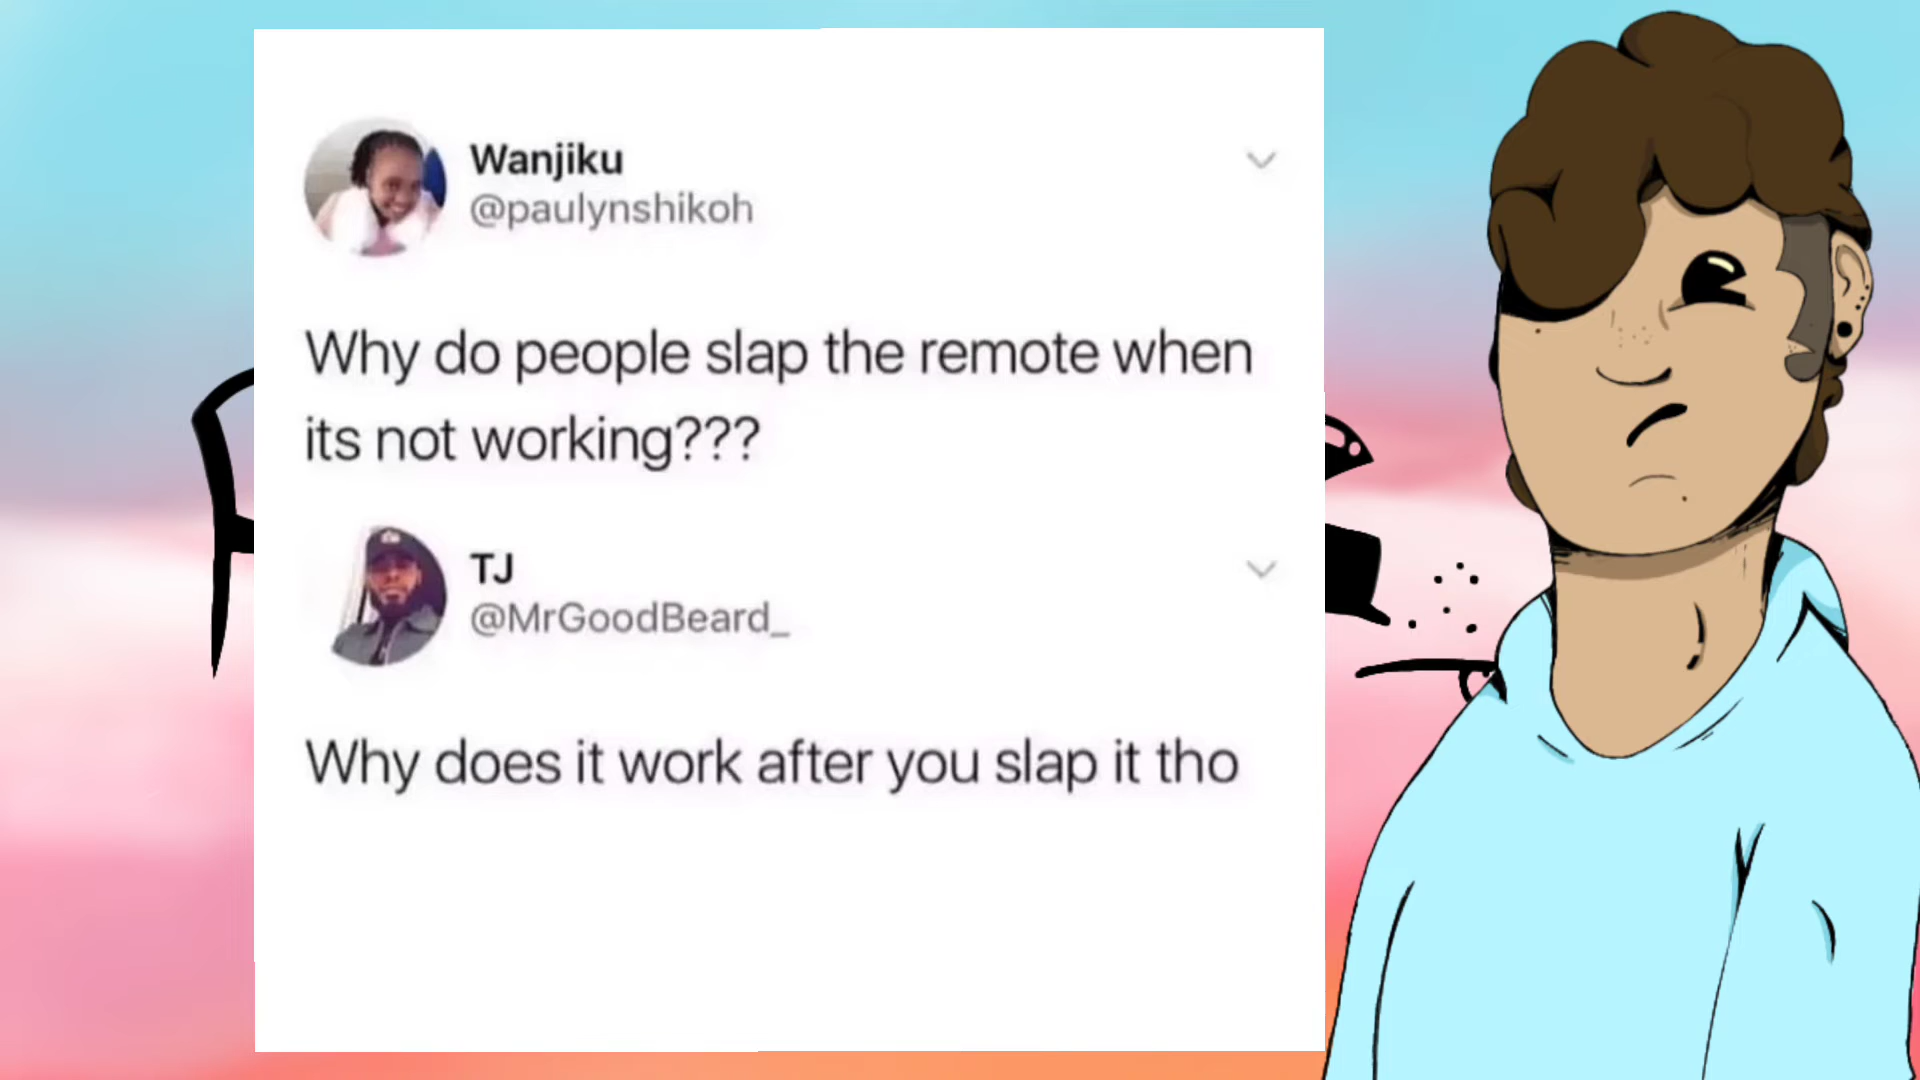 Wanjiku
@paulynshikoh
Why do people slap the remote when
its not working???
TJ
@MrGoodBeard_
Why does it work after you slap it tho